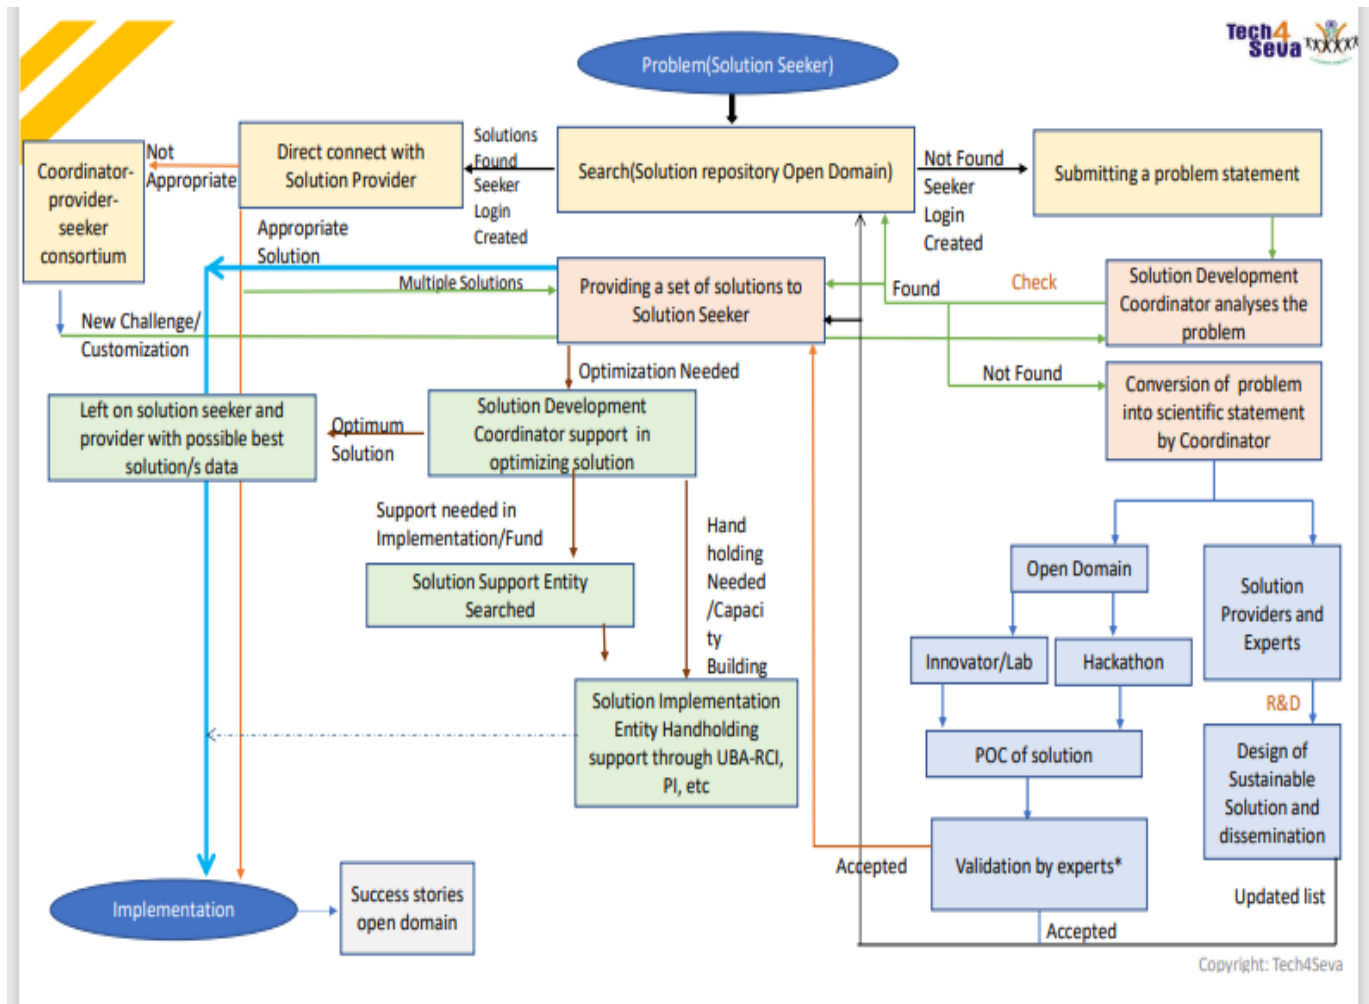 Tech4
Seva
Problem(Solution Seeker)
Coordinator-
provider-
seeker
consortium
Not
Appropriate
Direct connect with
Solution Provider
Solutions
Found
Seeker
Login
Created
Search(Solution repository Open Domain)
Not Found
Seeker
Login
Created
Submitting a problem statement
Appropriate
Solution
Multiple Solutions
Providing a set of solutions to
Solution Seeker
Found
Check
Solution Development
Coordinator analyses the
problem
New Challenge/
Customization
Optimization Needed
Not Found
Conversion of problem
into scientific statement
by Coordinator
Left on solution seeker and
provider with possible best
solution/s data
Optimum
Solution
Solution Development
Coordinator support in
optimizing solution
Support needed in
Implementation/Fund
Hand
holding
Needed
/Capaci
ty
Building
Solution Support Entity
Searched
Open Domain
Solution
Providers and
Experts
Innovator/Lab
Hackathon
R&D
Solution Implementation
Entity Handholding
support through UBA-RCI,
PI, etc
POC of solution
Design of
Sustainable
Solution and
dissemination
Validation by experts*
Accepted
Updated list
Accepted
Implementation
Success stories
open domain
Copyright: Tech4Seva